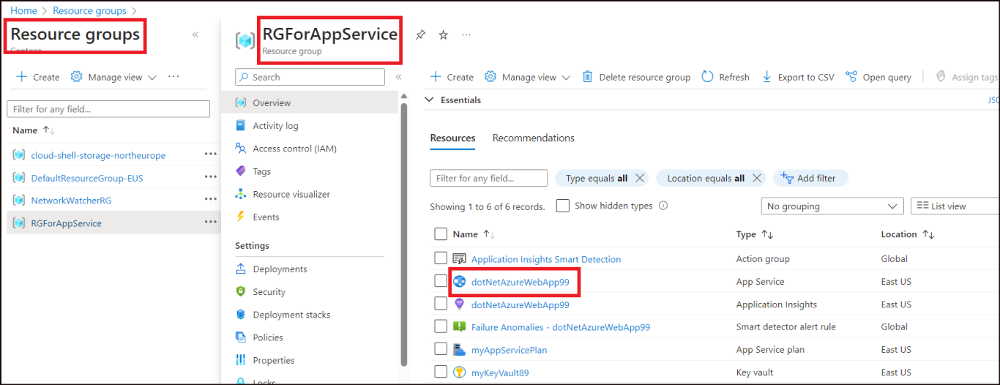 Home > Resource groups >
Resource groups «
Contoso
Create Manage view ...
Filter for any field...
Name ↑↓
cloud-shell-storage-northeurope ...
DefaultResourceGroup-EUS ...
NetworkWatcherRG ...
RGForAppService ...
RGForAppService ...
Resource group
Search «
Overview
Activity log
Access control (IAM)
Tags
Resource visualizer
Events
Settings
Deployments
Security
Deployment stacks
Policies
Properties
Locks
Create Manage view Delete resource group Refresh Export to CSV Open query Assign tags
Essentials JSO
Resources Recommendations
Filter for any field... Type equals all Location equals all Add filter
Showing 1 to 6 of 6 records. Show hidden types No grouping List view
Name ↑↓ Type ↑↓ Location ↑↓
Application Insights Smart Detection Action group Global
dotNetAzureWebApp99 App Service East US
dotNetAzureWebApp99 Application Insights East US
Failure Anomalies - dotNetAzureWebApp99 Smart detector alert rule Global
myAppServicePlan App Service plan East US
myKeyVault89 Key vault East US